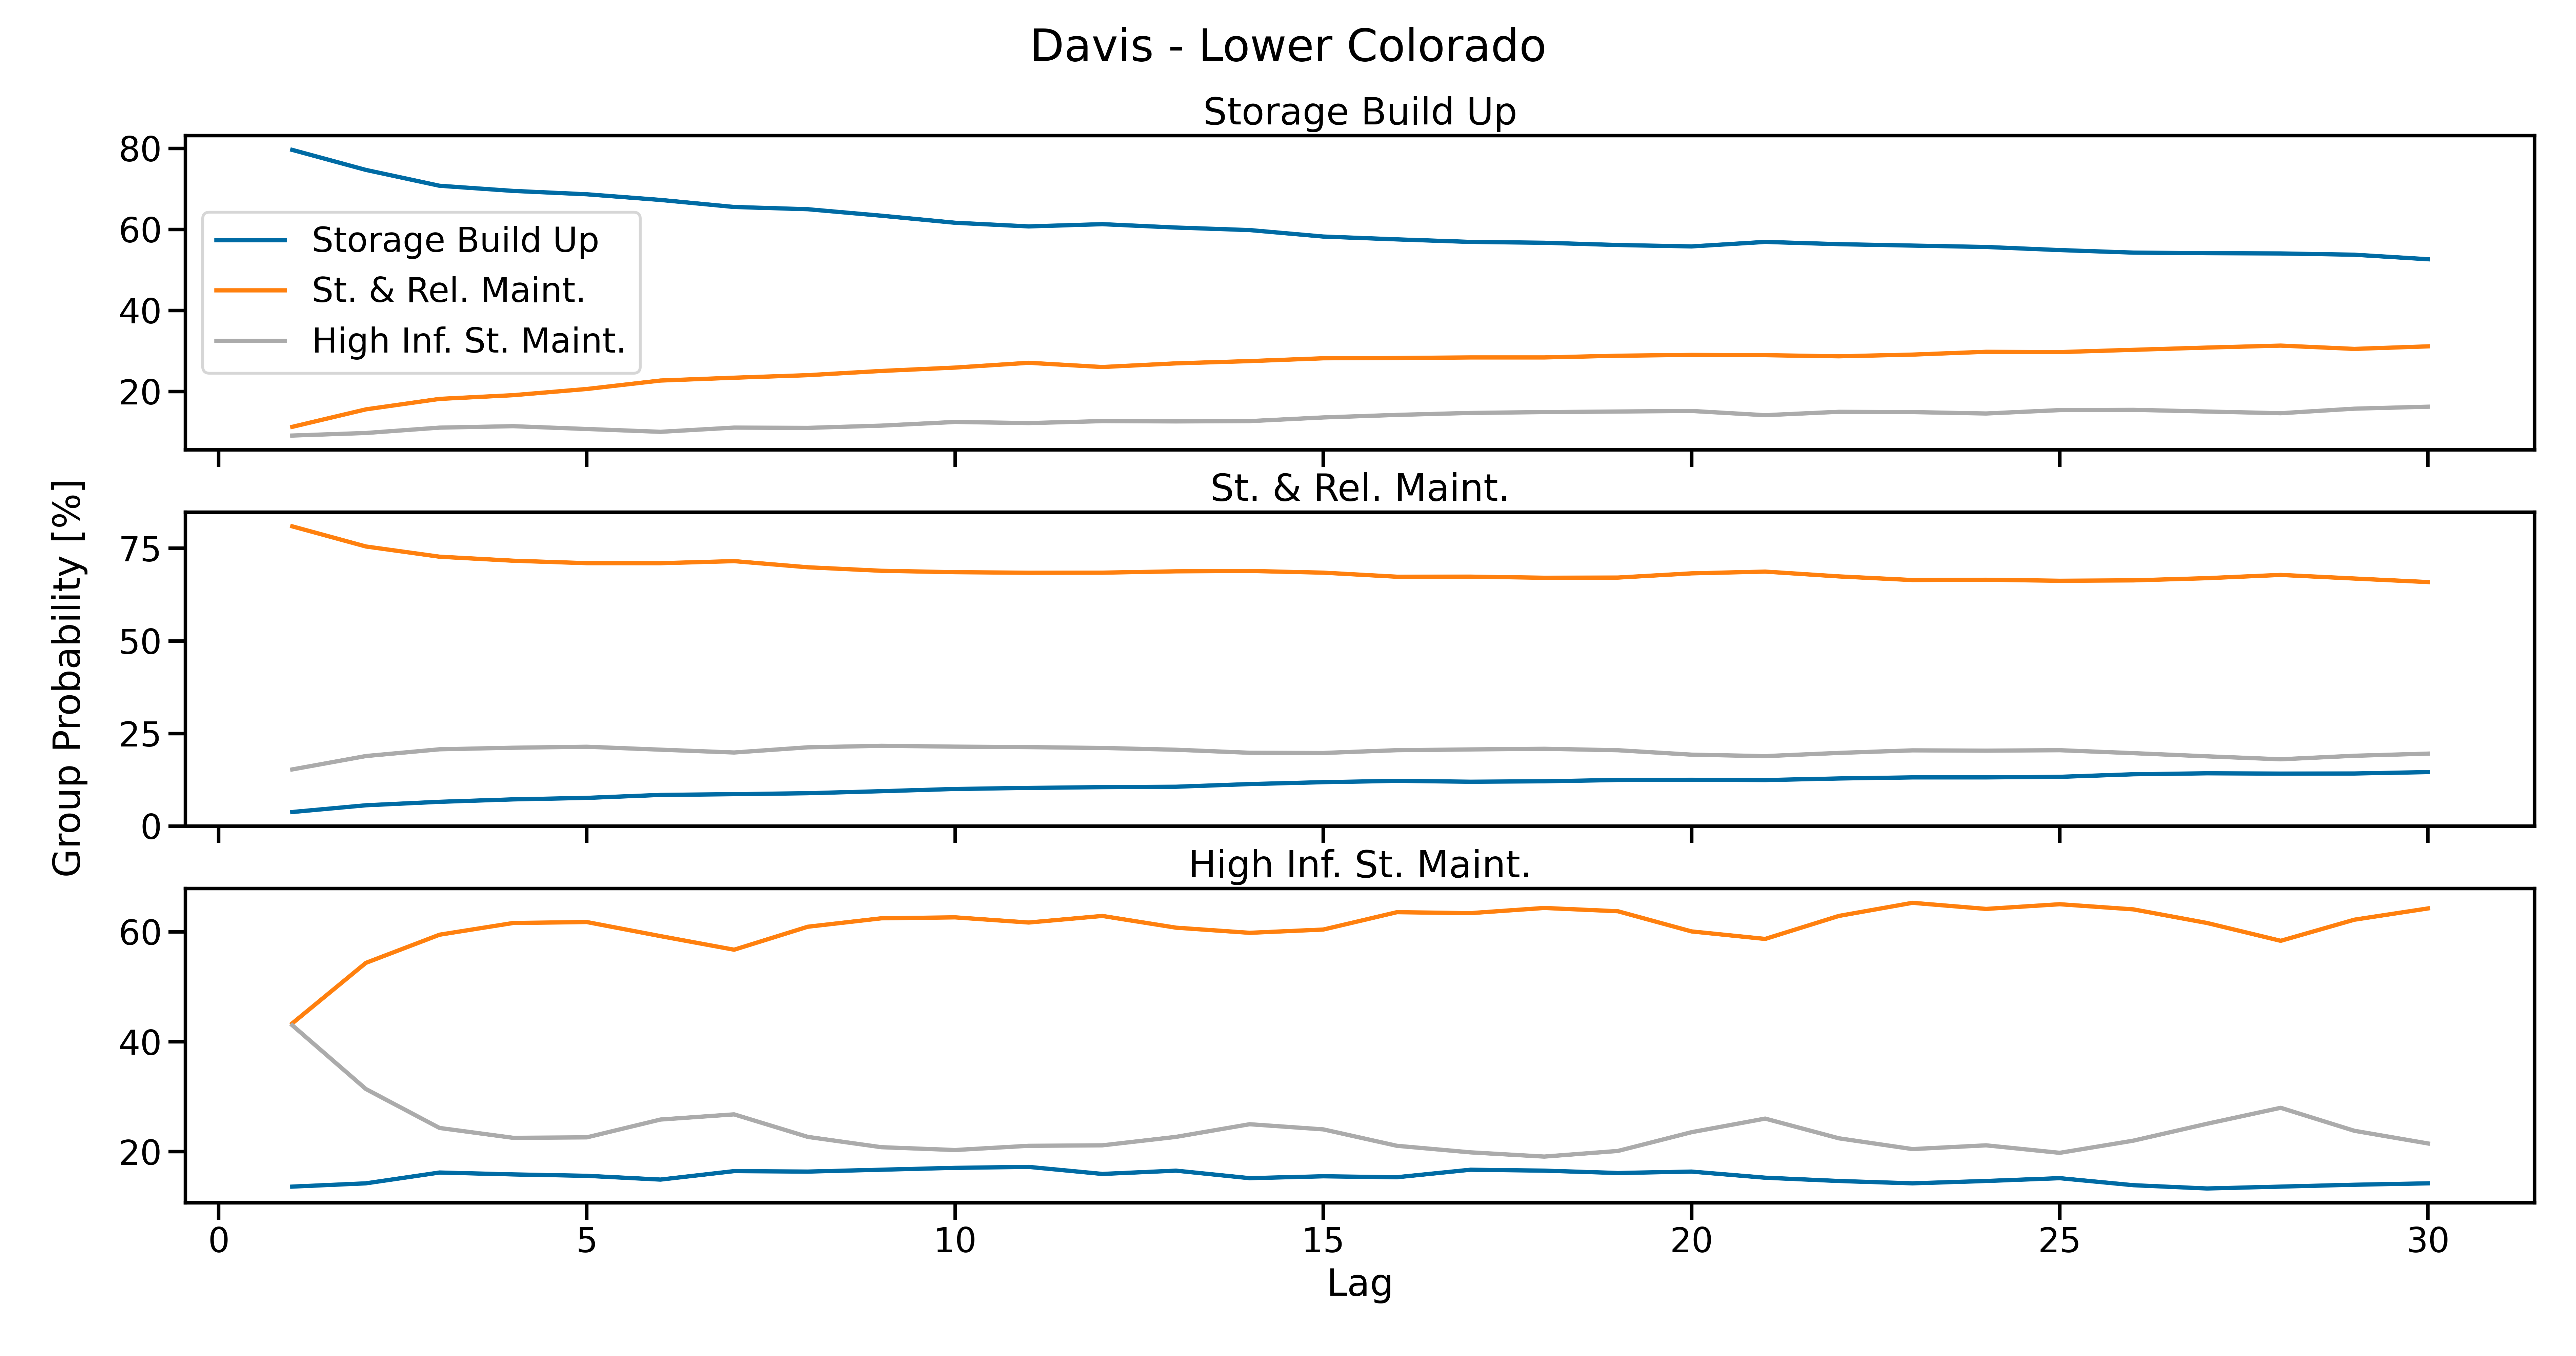 Davis - Lower Colorado
Storage Build Up
80
60
40
20
Storage Build Up
St. & Rel. Maint.
High Inf. St. Maint.
St. & Rel. Maint.
75
50
25
0
Group Probability [%]
High Inf. St. Maint.
60
40
20
0 5 10 15 20 25 30
Lag